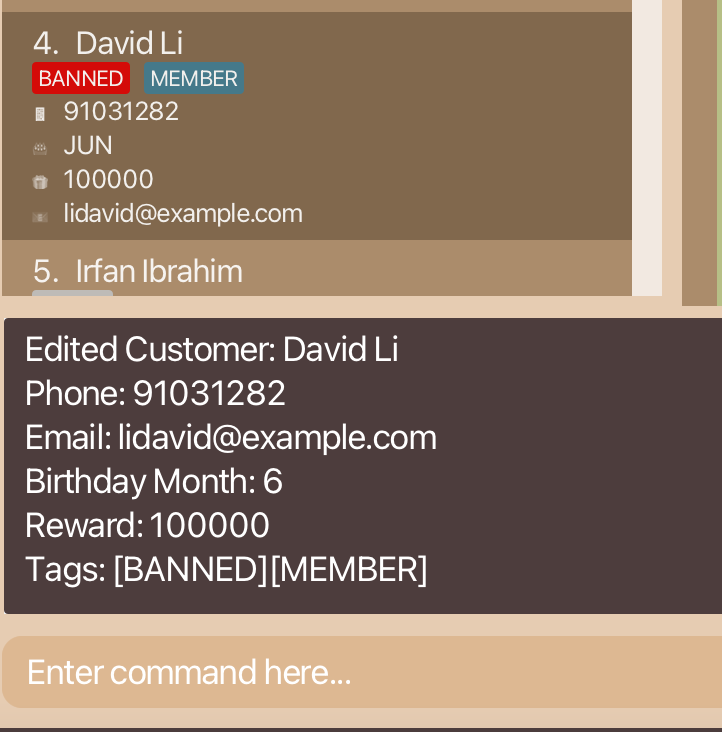 4. David Li
BANNED MEMBER
91031282
JUN
100000
lidavid@example.com
5. Irfan Ibrahim
Edited Customer: David Li
Phone: 91031282
Email: lidavid@example.com
Birthday Month: 6
Reward: 100000
Tags: [BANNED][MEMBER]
Enter command here...